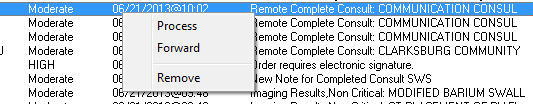 Moderate 06/21/2013@10:02 Remote Complete Consult: COMMUNICATION CONSUL
Moderate Remote Complete Consult: COMMUNICATION CONSUL
Moderate Remote Complete Consult: COMMUNICATION CONSUL
Moderate Remote Complete Consult: CLARKSBURG COMMUNITY
HIGH Order requires electronic signature.
Moderate New Note for Completed Consult SWS
Moderate Imaging Results,Non Critical: MODIFIED BARIUM SWALL
Moderate
Process
Forward
Remove